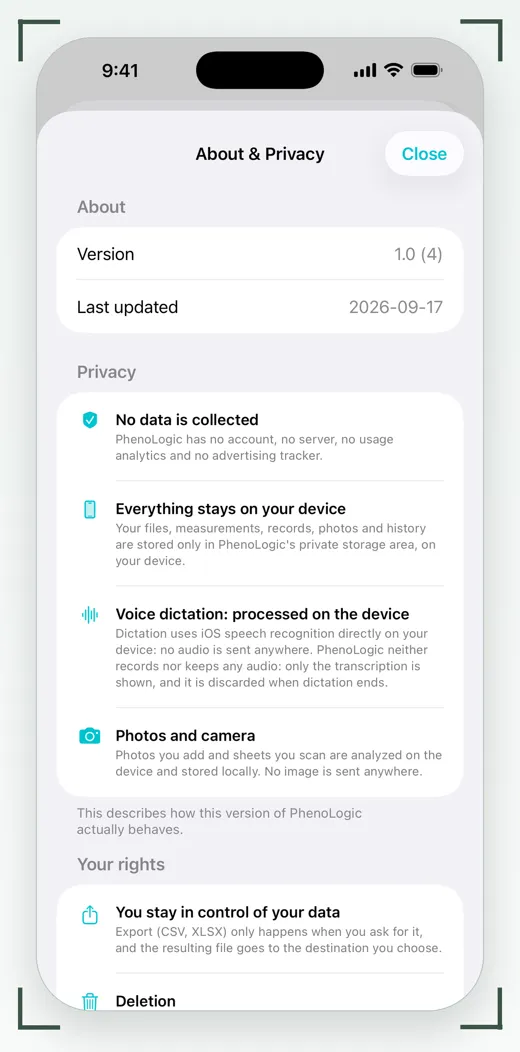 9:41
About & Privacy
Close
About
Version
1.0 (4)
Last updated
2026-09-17
Privacy
No data is collected
PhenoLogic has no account, no server, no usage
analytics and no advertising tracker.
Everything stays on your device
Your files, measurements, records, photos and history
are stored only in PhenoLogic's private storage area, on
your device.
Voice dictation: processed on the device
Dictation uses iOS speech recognition directly on your
device: no audio is sent anywhere. PhenoLogic neither
records nor keeps any audio: only the transcription is
shown, and it is discarded when dictation ends.
Photos and camera
Photos you add and sheets you scan are analyzed on the
device and stored locally. No image is sent anywhere.
This describes how this version of PhenoLogic
actually behaves.
Your rights
You stay in control of your data
Export (CSV, XLSX) only happens when you ask for it,
and the resulting file goes to the destination you choose.
Deletion